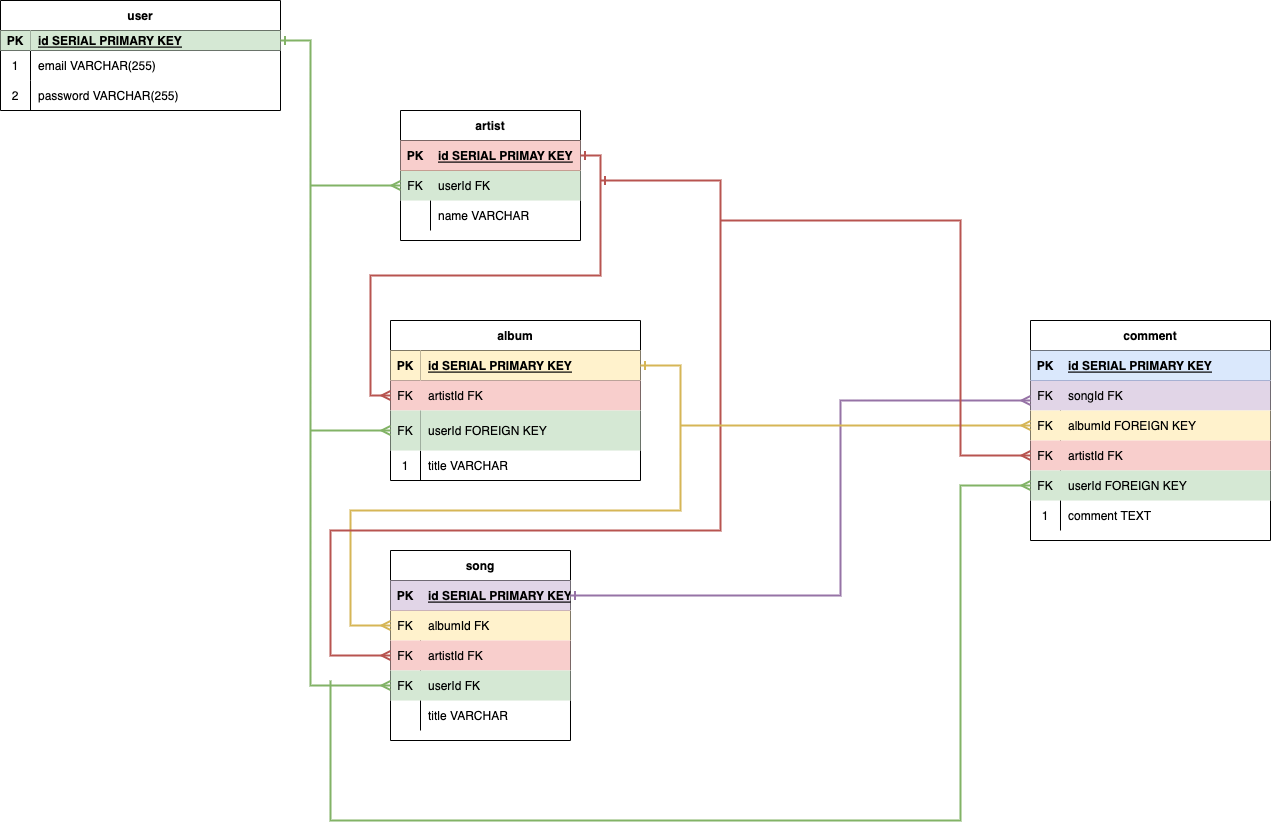 user
PK id SERIAL PRIMARY KEY
1 email VARCHAR(255)
2 password VARCHAR(255)
artist
PK id SERIAL PRIMAY KEY
FK userId FK
name VARCHAR
album
PK id SERIAL PRIMARY KEY
FK artistId FK
FK userId FOREIGN KEY
1 title VARCHAR
song
PK id SERIAL PRIMARY KEY
FK albumId FK
FK artistId FK
FK userId FK
title VARCHAR
comment
PK id SERIAL PRIMARY KEY
FK songId FK
FK albumId FOREIGN KEY
FK artistId FK
FK userId FOREIGN KEY
1 comment TEXT